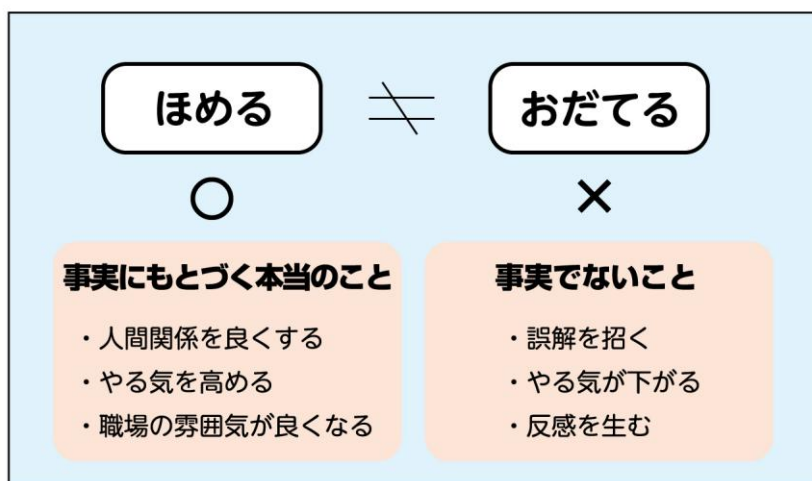 ほめる ≠ おだてる
○ ×
事実にもとづく本当のこと
・人間関係を良くする
・やる気を高める
・職場の雰囲気が良くなる
事実でないこと
・誤解を招く
・やる気が下がる
・反感を生む